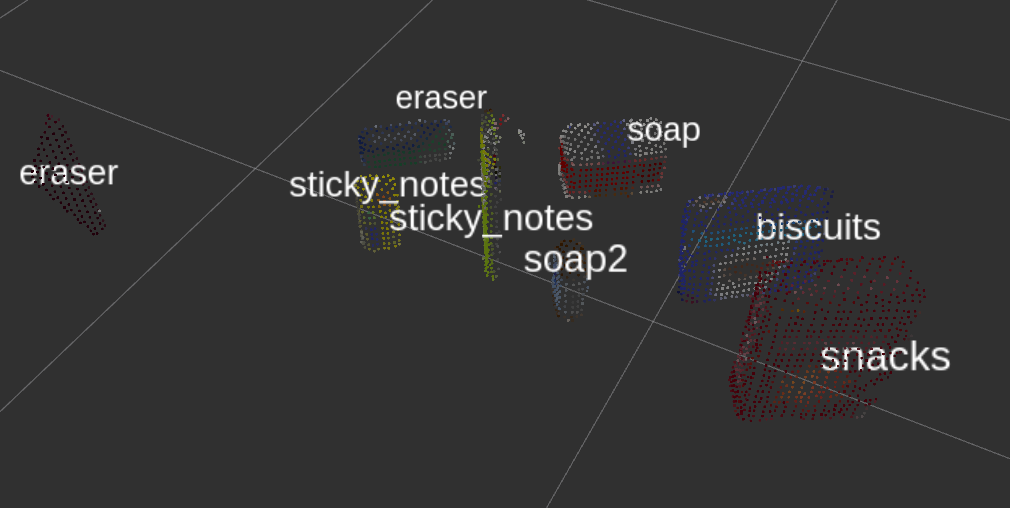 eraser
soap
eraser
sticky_notes
sticky_notes
biscuits
soap2
snacks